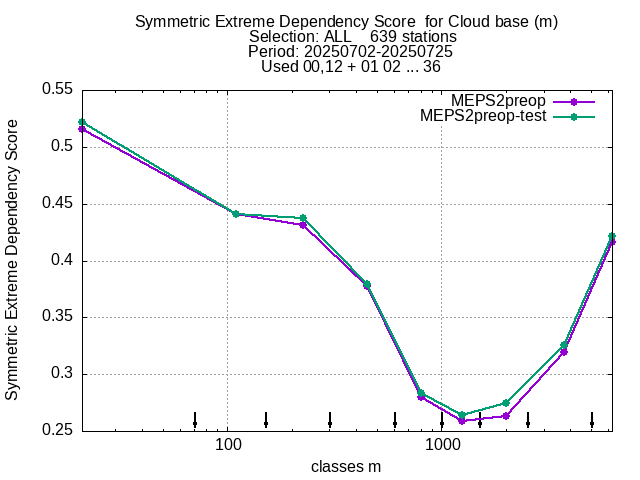 Symmetric Extreme Dependency Score  for Cloud base (m)
Selection: ALL    639 stations
Period: 20250702-20250725
Used 00,12 + 01 02 ... 36
MEPS2preop
MEPS2preop-test
Symmetric Extreme Dependency Score
0.55
0.5
0.45
0.4
0.35
0.3
0.25
100
1000
classes m